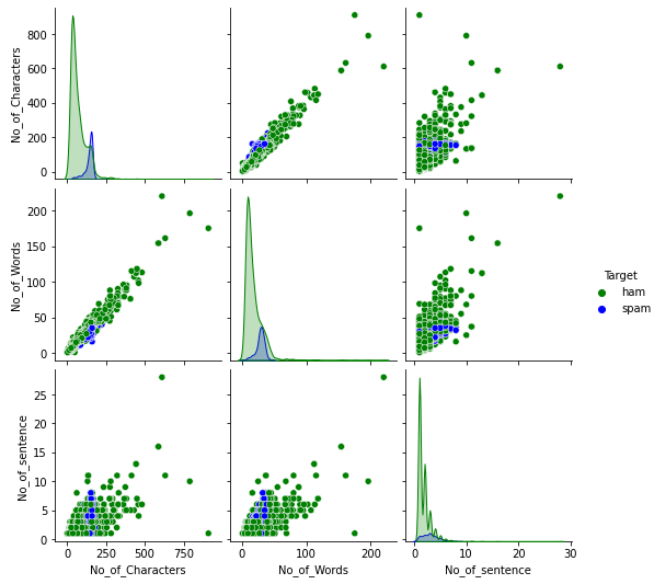 No_of_Characters
800
600
400
200
0
No_of_Words
200
150
100
50
0
Target
ham
spam
No_of_sentence
25
20
15
10
5
0
0 250 500 750
0 100 200
0 10 20 30
No_of_Characters
No_of_Words
No_of_sentence